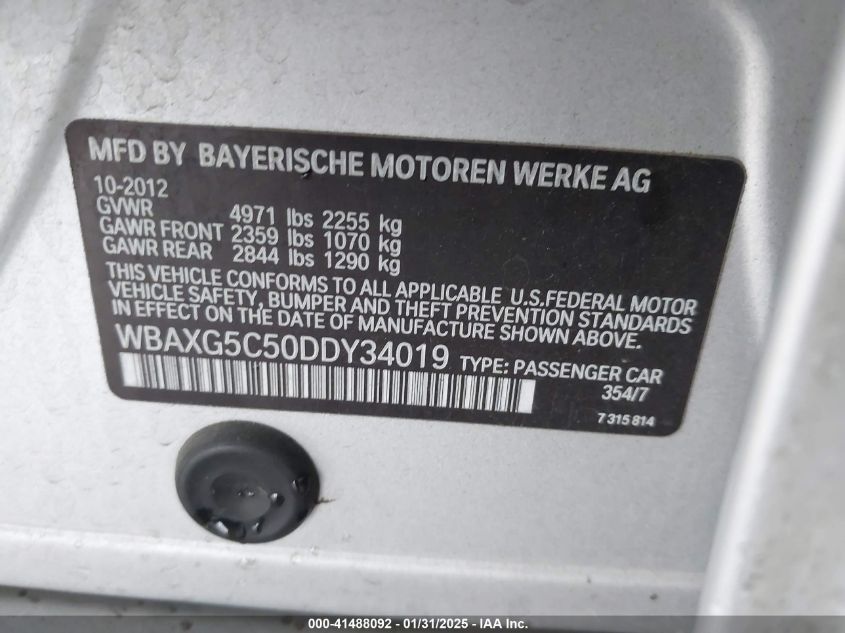 MFD BY BAYERISCHE MOTOREN WERKE AG
10-2012
GVWR 4971 lbs 2255 kg
GAWR FRONT 2359 lbs 1070 kg
GAWR REAR 2844 lbs 1290 kg
THIS VEHICLE CONFORMS TO ALL APPLICABLE U.S.FEDERAL MOTOR
VEHICLE SAFETY, BUMPER AND THEFT PREVENTION STANDARDS
IN EFFECT ON THE DATE OF MANUFACTURE SHOWN ABOVE.
WBAXG5C50DDY34019 TYPE: PASSENGER CAR
354/7
7 315 814
000-41488092 - 01/31/2025 - IAA Inc.